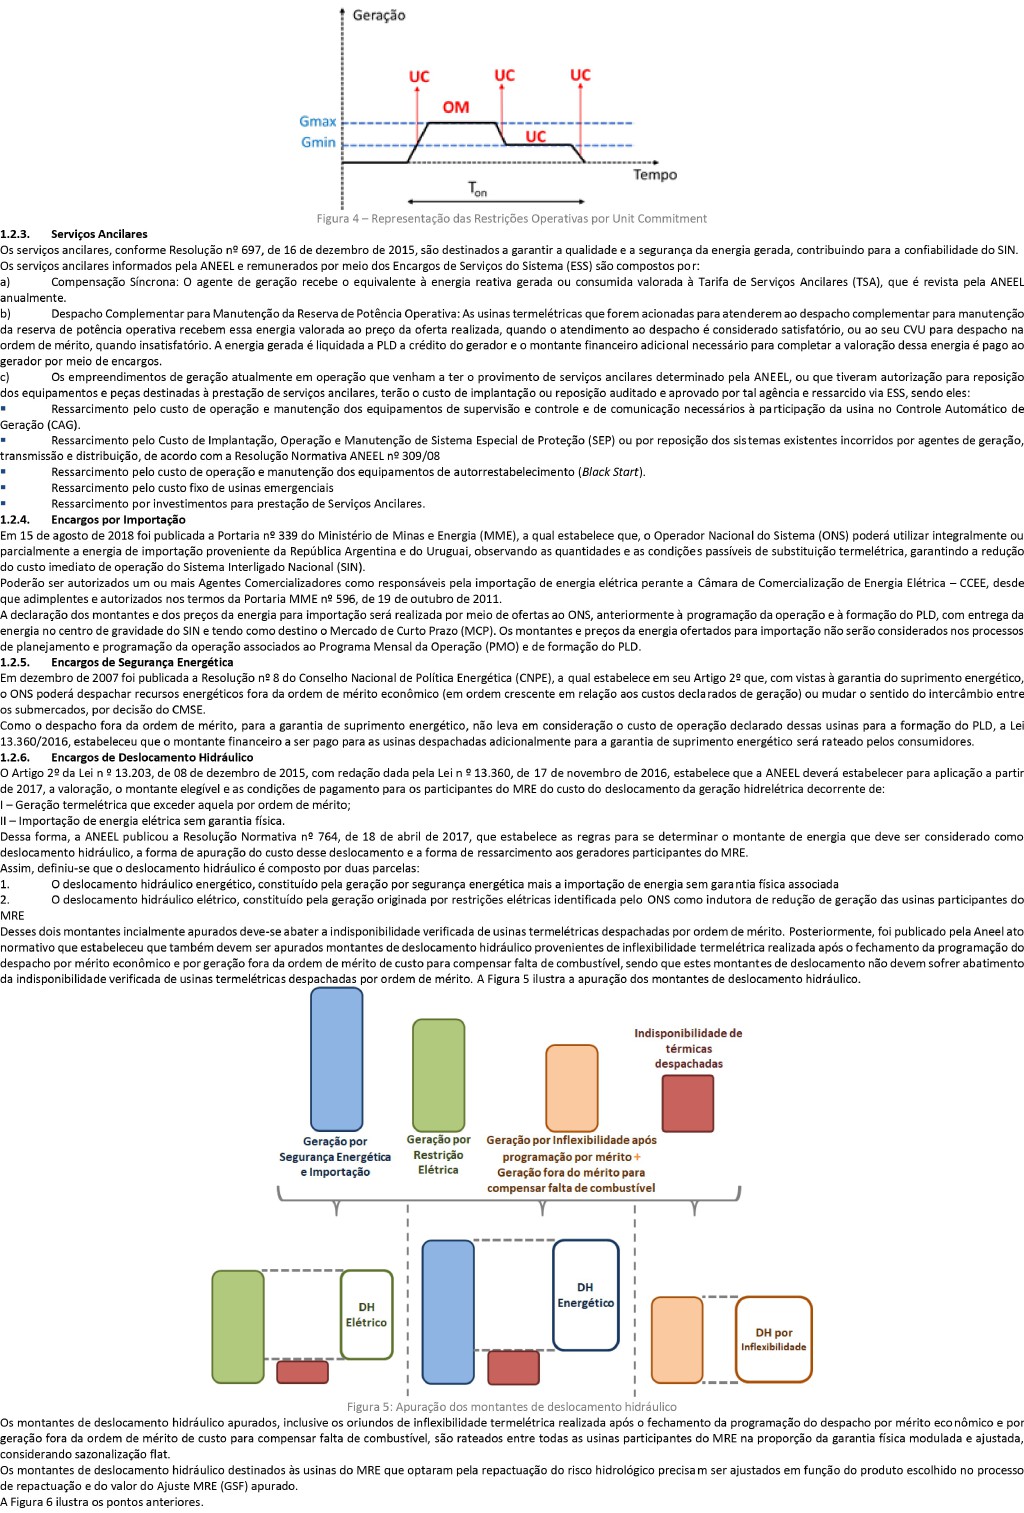 Geração
UC UC UC
OM
Gmax
Gmin
UC
Tempo
Ton
Figura 4 – Representação das Restrições Operativas por Unit Commitment
1.2.3. Serviços Ancilares
Os serviços ancilares, conforme Resolução nº 697, de 16 de dezembro de 2015, são destinados a garantir a qualidade e a segurança da energia gerada, contribuindo para a confiabilidade do SIN.
Os serviços ancilares informados pela ANEEL e remunerados por meio dos Encargos de Serviços do Sistema (ESS) são compostos por:
a) Compensação Síncrona: O agente de geração recebe o equivalente à energia reativa gerada ou consumida valorada à Tarifa de Serviços Ancilares (TSA), que é revista pela ANEEL
anualmente.
b) Despacho Complementar para Manutenção da Reserva de Potência Operativa: As usinas termelétricas que forem acionadas para atenderem ao despacho complementar para manutenção
da reserva de potência operativa recebem essa energia valorada ao preço da oferta realizada, quando o atendimento ao despacho é considerado satisfatório, ou ao seu CVU para despacho na
ordem de mérito, quando insatisfatório. A energia gerada é liquidada a PLD a crédito do gerador e o montante financeiro adicional necessário para completar a valoração dessa energia é pago ao
gerador por meio de encargos.
c) Os empreendimentos de geração atualmente em operação que venham a ter o provimento de serviços ancilares determinado pela ANEEL, ou que tiveram autorização para reposição
dos equipamentos e peças destinadas à prestação de serviços ancilares, terão o custo de implantação ou reposição auditado e aprovado por tal agência e ressarcido via ESS, sendo eles:
▪ Ressarcimento pelo custo de operação e manutenção dos equipamentos de supervisão e controle e de comunicação necessários à participação da usina no Controle Automático de
Geração (CAG).
▪ Ressarcimento pelo Custo de Implantação, Operação e Manutenção de Sistema Especial de Proteção (SEP) ou por reposição dos sistemas existentes incorridos por agentes de geração,
transmissão e distribuição, de acordo com a Resolução Normativa ANEEL nº 309/08
▪ Ressarcimento pelo custo de operação e manutenção dos equipamentos de autorrestabelecimento (Black Start).
▪ Ressarcimento pelo custo fixo de usinas emergenciais
▪ Ressarcimento por investimentos para prestação de Serviços Ancilares.
1.2.4. Encargos por Importação
Em 15 de agosto de 2018 foi publicada a Portaria nº 339 do Ministério de Minas e Energia (MME), a qual estabelece que, o Operador Nacional do Sistema (ONS) poderá utilizar integralmente ou
parcialmente a energia de importação proveniente da República Argentina e do Uruguai, observando as quantidades e as condições passíveis de substituição termelétrica, garantindo a redução
do custo imediato de operação do Sistema Interligado Nacional (SIN).
Poderão ser autorizados um ou mais Agentes Comercializadores como responsáveis pela importação de energia elétrica perante a Câmara de Comercialização de Energia Elétrica – CCEE, desde
que adimplentes e autorizados nos termos da Portaria MME nº 596, de 19 de outubro de 2011.
A declaração dos montantes e dos preços da energia para importação será realizada por meio de ofertas ao ONS, anteriormente à programação da operação e à formação do PLD, com entrega da
energia no centro de gravidade do SIN e tendo como destino o Mercado de Curto Prazo (MCP). Os montantes e preços da energia ofertados para importação não serão considerados nos processos
de planejamento e programação da operação associados ao Programa Mensal da Operação (PMO) e de formação do PLD.
1.2.5. Encargos de Segurança Energética
Em dezembro de 2007 foi publicada a Resolução nº 8 do Conselho Nacional de Política Energética (CNPE), a qual estabelece em seu Artigo 2º que, com vistas à garantia do suprimento energético,
o ONS poderá despachar recursos energéticos fora da ordem de mérito econômico (em ordem crescente em relação aos custos declarados de geração) ou mudar o sentido do intercâmbio entre
os submercados, por decisão do CMSE.
Como o despacho fora da ordem de mérito, para a garantia de suprimento energético, não leva em consideração o custo de operação declarado dessas usinas para a formação do PLD, a Lei
13.360/2016, estabeleceu que o montante financeiro a ser pago para as usinas despachadas adicionalmente para a garantia de suprimento energético será rateado pelos consumidores.
1.2.6. Encargos de Deslocamento Hidráulico
O Artigo 2º da Lei n º 13.203, de 08 de dezembro de 2015, com redação dada pela Lei n º 13.360, de 17 de novembro de 2016, estabelece que a ANEEL deverá estabelecer para aplicação a partir
de 2017, a valoração, o montante elegível e as condições de pagamento para os participantes do MRE do custo do deslocamento da geração hidrelétrica decorrente de:
I – Geração termelétrica que exceder aquela por ordem de mérito;
II – Importação de energia elétrica sem garantia física.
Dessa forma, a ANEEL publicou a Resolução Normativa nº 764, de 18 de abril de 2017, que estabelece as regras para se determinar o montante de energia que deve ser considerado como
deslocamento hidráulico, a forma de apuração do custo desse deslocamento e a forma de ressarcimento aos geradores participantes do MRE.
Assim, definiu-se que o deslocamento hidráulico é composto por duas parcelas:
1. O deslocamento hidráulico energético, constituído pela geração por segurança energética mais a importação de energia sem garantia física associada
2. O deslocamento hidráulico elétrico, constituído pela geração originada por restrições elétricas identificada pelo ONS como indutora de redução de geração das usinas participantes do
MRE
Desses dois montantes incialmente apurados deve-se abater a indisponibilidade verificada de usinas termelétricas despachadas por ordem de mérito. Posteriormente, foi publicado pela Aneel ato
normativo que estabeleceu que também devem ser apurados montantes de deslocamento hidráulico provenientes de inflexibilidade termelétrica realizada após o fechamento da programação do
despacho por mérito econômico e por geração fora da ordem de mérito de custo para compensar falta de combustível, sendo que estes montantes de deslocamento não devem sofrer abatimento
da indisponibilidade verificada de usinas termelétricas despachadas por ordem de mérito. A Figura 5 ilustra a apuração dos montantes de deslocamento hidráulico.
Indisponibilidade de
térmicas
despachadas
Geração por
Segurança Energética
e Importação
Geração por
Restrição
Elétrica
Geração por Inflexibilidade após
programação por mérito +
Geração fora do mérito para
compensar falta de combustível
DH
Elétrico
DH
Energético
DH por
Inflexibilidade
Figura 5: Apuração dos montantes de deslocamento hidráulico
Os montantes de deslocamento hidráulico apurados, inclusive os oriundos de inflexibilidade termelétrica realizada após o fechamento da programação do despacho por mérito econômico e por
geração fora da ordem de mérito de custo para compensar falta de combustível, são rateados entre todas as usinas participantes do MRE na proporção da garantia física modulada e ajustada,
considerando sazonalização flat.
Os montantes de deslocamento hidráulico destinados às usinas do MRE que optaram pela repactuação do risco hidrológico precisam ser ajustados em função do produto escolhido no processo
de repactuação e do valor do Ajuste MRE (GSF) apurado.
A Figura 6 ilustra os pontos anteriores.